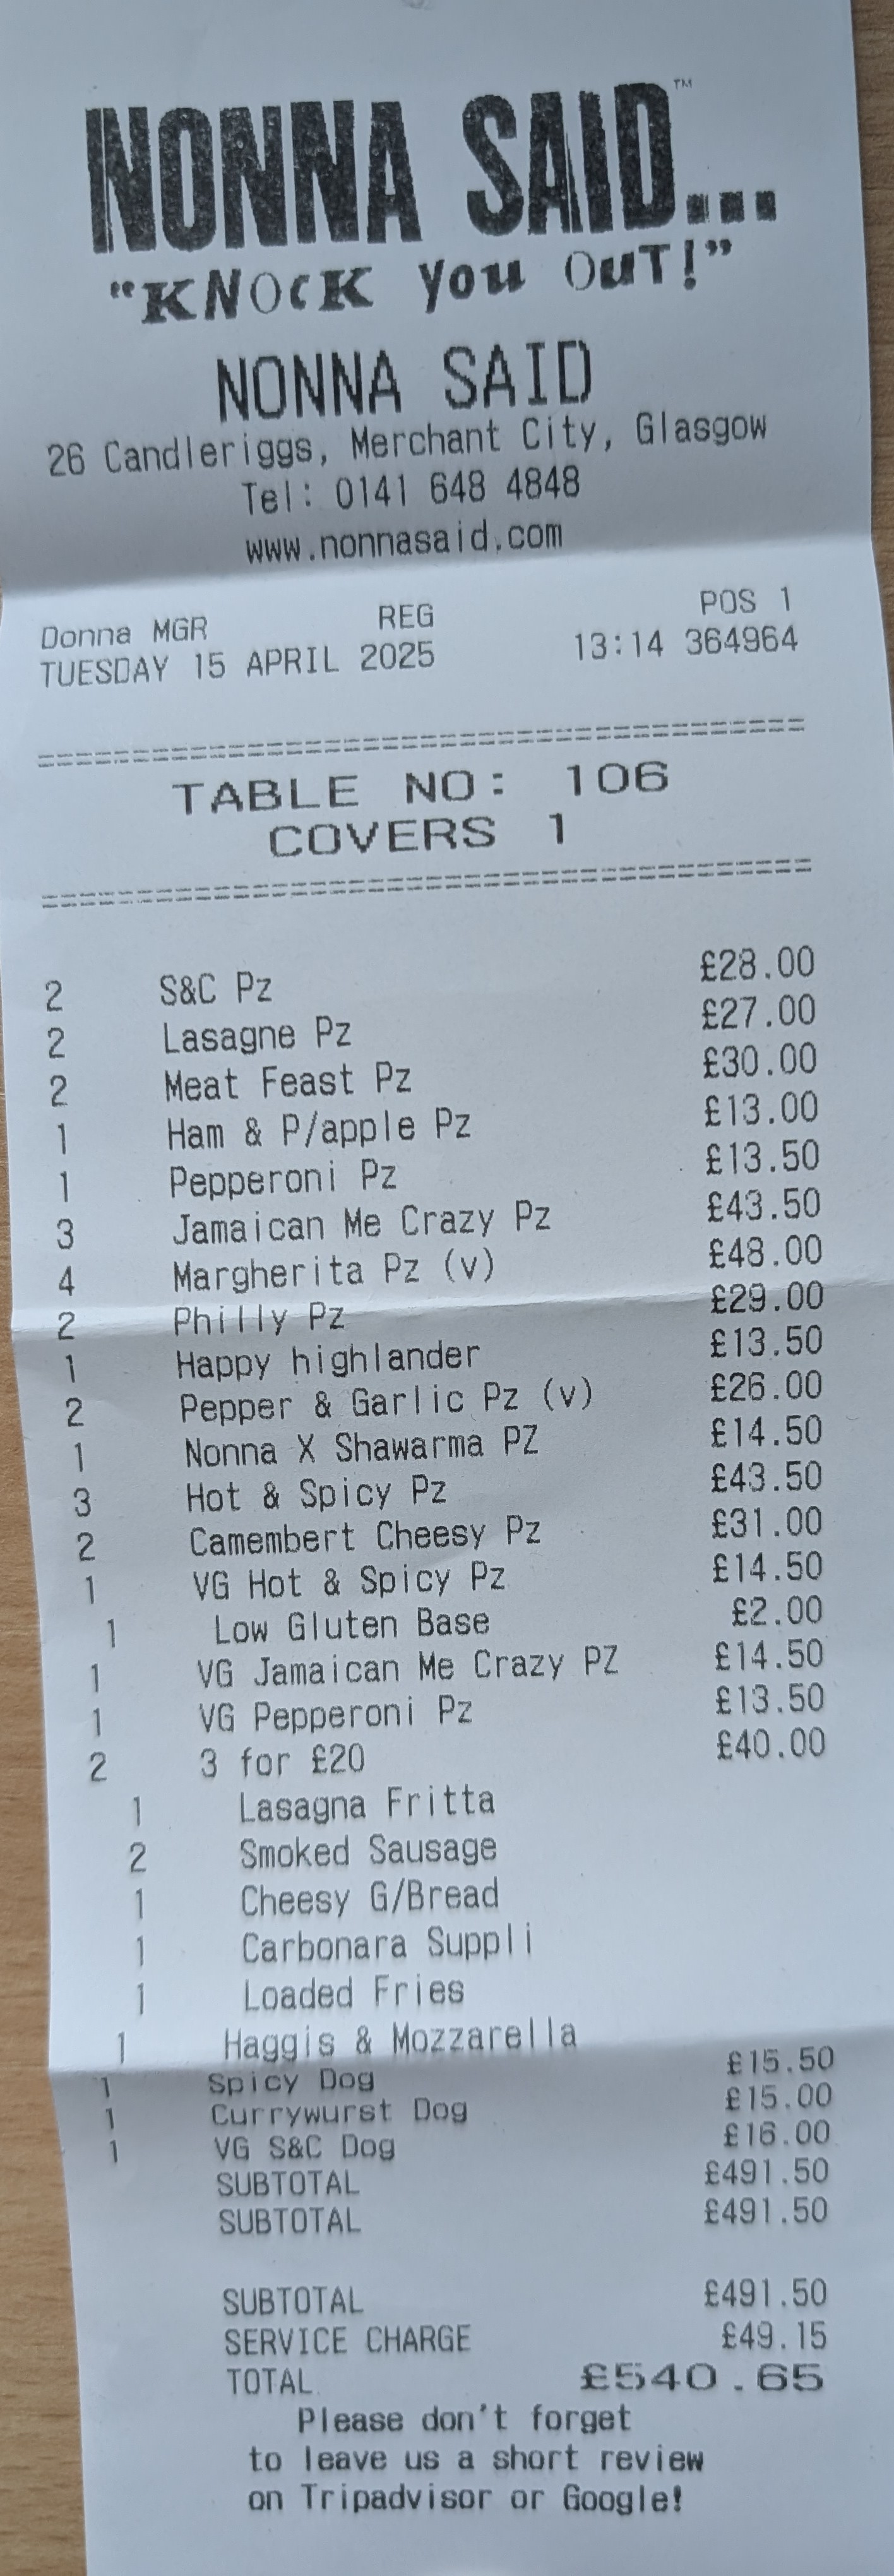 NONNA SAID...™
"KNOCK You OuT!"
NONNA SAID
26 Candleriggs, Merchant City, Glasgow
Tel: 0141 648 4848
www.nonnasaid.com
Donna MGR REG POS 1
TUESDAY 15 APRIL 2025 13:14 364964
TABLE NO: 106
COVERS 1
2 S&C Pz £28.00
2 Lasagne Pz £27.00
2 Meat Feast Pz £30.00
1 Ham & P/apple Pz £13.00
1 Pepperoni Pz £13.50
3 Jamaican Me Crazy Pz £43.50
4 Margherita Pz (v) £48.00
2 Philly Pz £29.00
1 Happy highlander £13.50
2 Pepper & Garlic Pz (v) £26.00
1 Nonna X Shawarma PZ £14.50
3 Hot & Spicy Pz £43.50
2 Camembert Cheesy Pz £31.00
1 VG Hot & Spicy Pz £14.50
1 Low Gluten Base £2.00
1 VG Jamaican Me Crazy PZ £14.50
1 VG Pepperoni Pz £13.50
2 3 for £20 £40.00
1 Lasagna Fritta
2 Smoked Sausage
1 Cheesy G/Bread
1 Carbonara Suppli
1 Loaded Fries
1 Haggis & Mozzarella
1 Spicy Dog £15.50
1 Currywurst Dog £15.00
1 VG S&C Dog £16.00
SUBTOTAL £491.50
SUBTOTAL £491.50
SUBTOTAL £491.50
SERVICE CHARGE £49.15
TOTAL £540.65
Please don't forget
to leave us a short review
on Tripadvisor or Google!